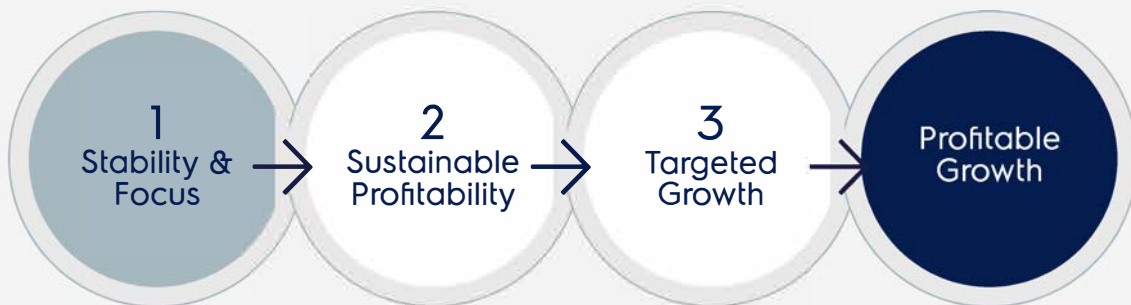 1
Stability &
Focus
2
Sustainable
Profitability
3
Targeted
Growth
Profitable
Growth